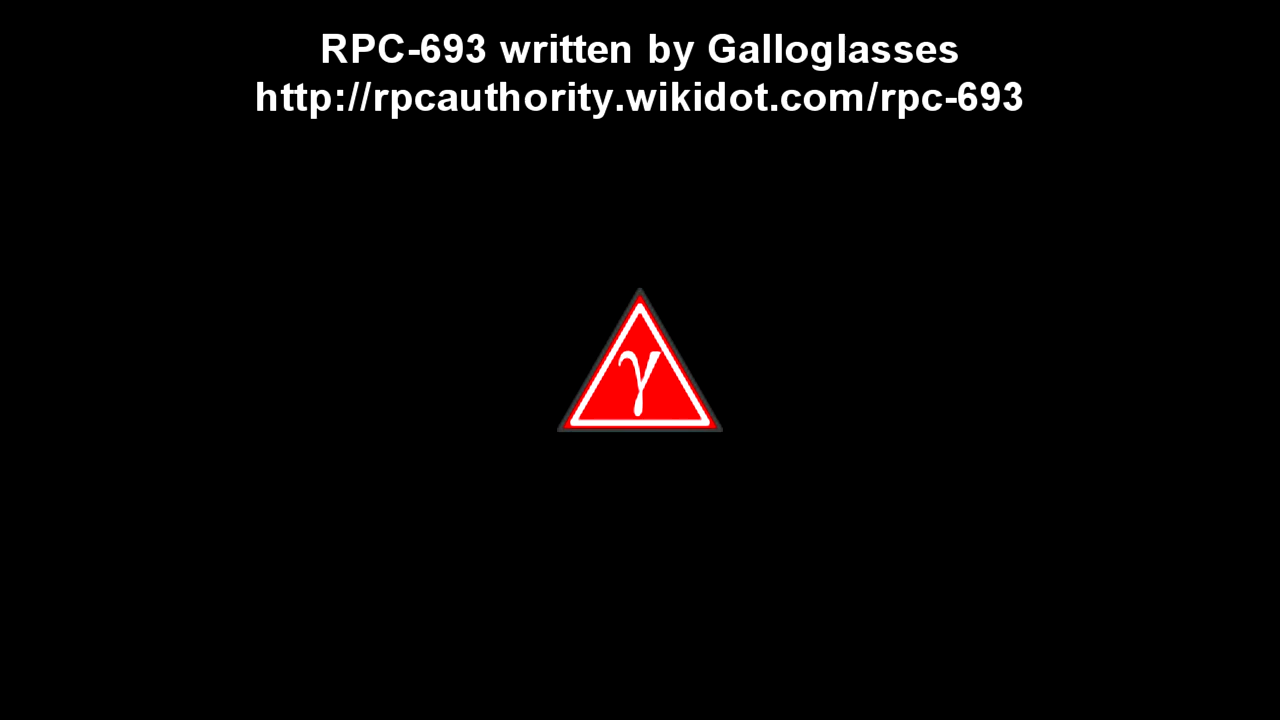 RPC-693 written by Galloglasses
http://rpcauthority.wikidot.com/rpc-693
γ